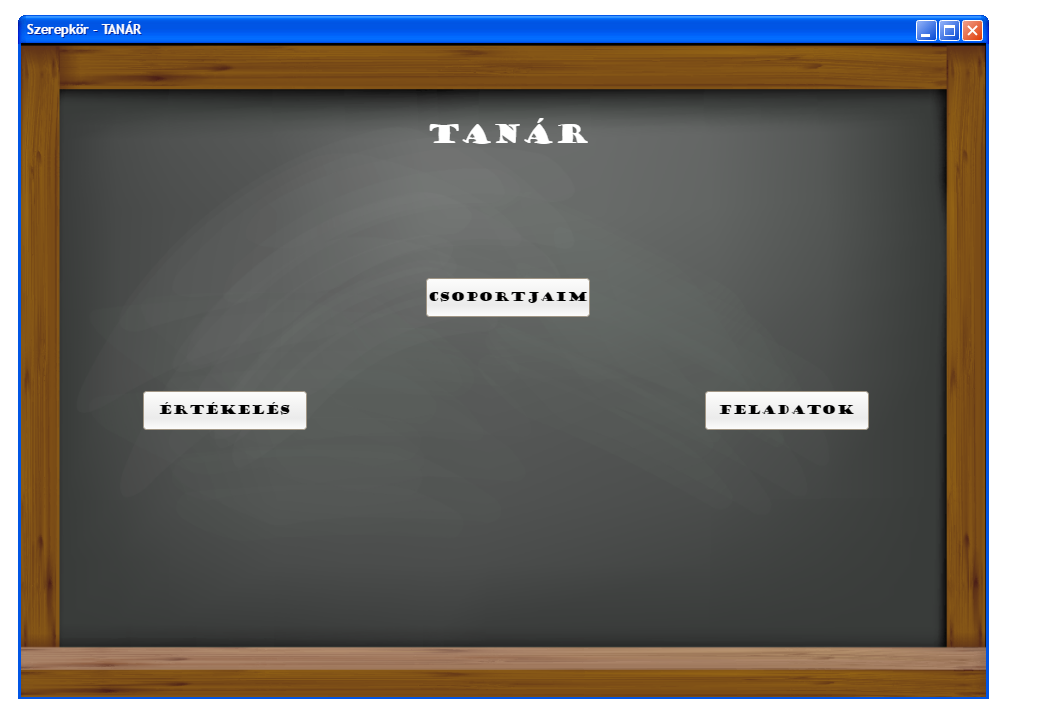 Szerepkör - TANÁR
TANÁR
CSOPORTJAIM
ÉRTÉKELÉS
FELADATOK